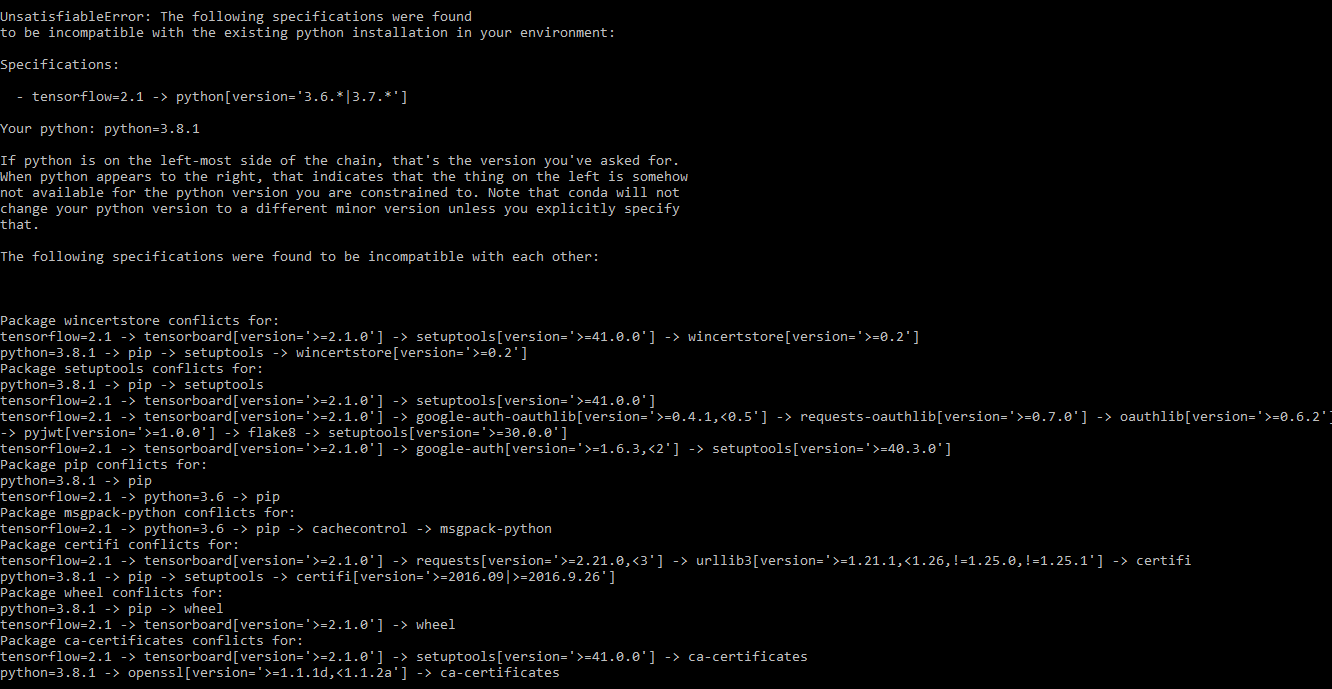 UnsatisfiableError: The following specifications were found
to be incompatible with the existing python installation in your environment:
Specifications:
- tensorflow=2.1 -> python[version='3.6.*|3.7.*']
Your python: python=3.8.1
If python is on the left-most side of the chain, that's the version you've asked for.
When python appears to the right, that indicates that the thing on the left is somehow
not available for the python version you are constrained to. Note that conda will not
change your python version to a different minor version unless you explicitly specify
that.
The following specifications were found to be incompatible with each other:
Package wincertstore conflicts for:
tensorflow=2.1 -> tensorboard[version='>=2.1.0'] -> setuptools[version='>=41.0.0'] -> wincertstore[version='>=0.2']
python=3.8.1 -> pip -> setuptools -> wincertstore[version='>=0.2']
Package setuptools conflicts for:
python=3.8.1 -> pip -> setuptools
tensorflow=2.1 -> tensorboard[version='>=2.1.0'] -> setuptools[version='>=41.0.0']
tensorflow=2.1 -> tensorboard[version='>=2.1.0'] -> google-auth-oauthlib[version='>=0.4.1,<0.5'] -> requests-oauthlib[version='>=0.7.0'] -> oauthlib[version='>=0.6.2']
-> pyjwt[version='>=1.0.0'] -> flake8 -> setuptools[version='>=30.0.0']
tensorflow=2.1 -> tensorboard[version='>=2.1.0'] -> google-auth[version='>=1.6.3,<2'] -> setuptools[version='>=40.3.0']
Package pip conflicts for:
python=3.8.1 -> pip
tensorflow=2.1 -> python=3.6 -> pip
Package msgpack-python conflicts for:
tensorflow=2.1 -> python=3.6 -> pip -> cachecontrol -> msgpack-python
Package certifi conflicts for:
tensorflow=2.1 -> tensorboard[version='>=2.1.0'] -> requests[version='>=2.21.0,<3'] -> urllib3[version='>=1.21.1,<1.26,!=1.25.0,!=1.25.1'] -> certifi
python=3.8.1 -> pip -> setuptools -> certifi[version='>=2016.09|>=2016.9.26']
Package wheel conflicts for:
python=3.8.1 -> pip -> wheel
tensorflow=2.1 -> tensorboard[version='>=2.1.0'] -> wheel
Package ca-certificates conflicts for:
tensorflow=2.1 -> tensorboard[version='>=2.1.0'] -> setuptools[version='>=41.0.0'] -> ca-certificates
python=3.8.1 -> openssl[version='>=1.1.1d,<1.1.2a'] -> ca-certificates